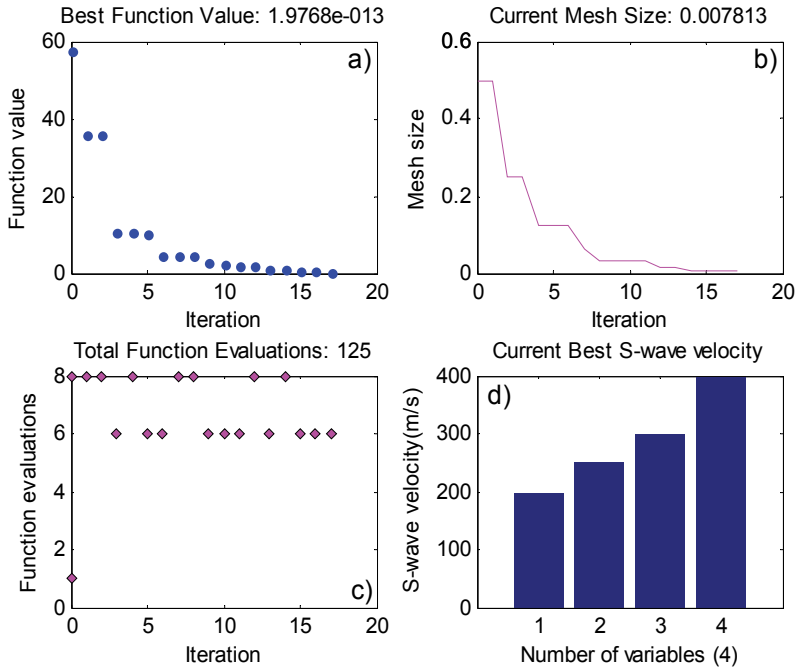 Best Function Value: 1.9768e-013
a)
Function value
60
40
20
0
0 5 10 15 20
Iteration
Current Mesh Size: 0.007813
b)
Mesh size
0.6
0.4
0.2
0
0 5 10 15 20
Iteration
Total Function Evaluations: 125
c)
Function evaluations
8
6
4
2
0
0 5 10 15 20
Iteration
Current Best S-wave velocity
d)
S-wave velocity(m/s)
400
300
200
100
0
1 2 3 4
Number of variables (4)